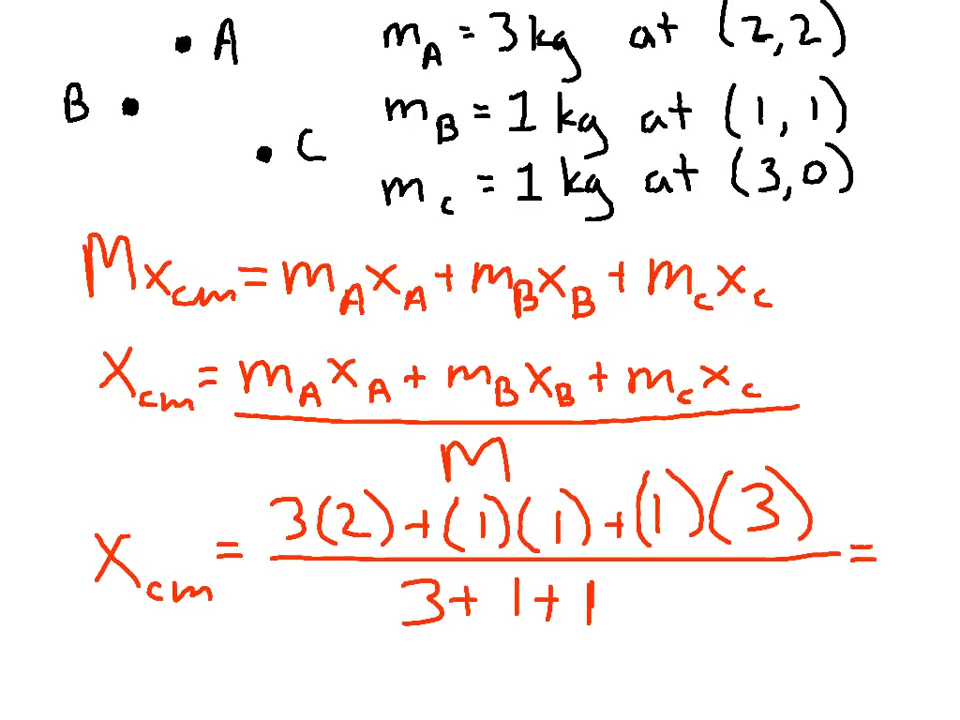 A m_A = 3 kg at (2,2)
B m_B = 1 kg at (1,1)
C m_c = 1 kg at (3,0)
Mx_cm = m_A x_A + m_B x_B + m_c x_c
x_cm = m_A x_A + m_B x_B + m_c x_c
M
x_cm = 3(2)+(1)(1)+(1)(3) =
3+1+1